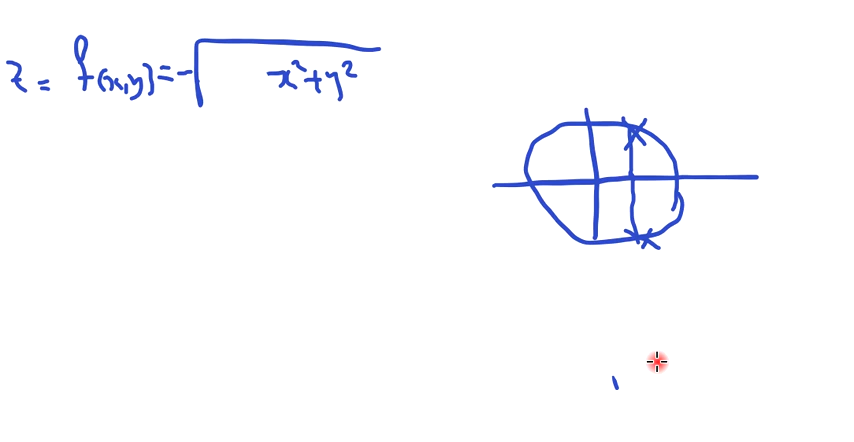 z = f(x,y) = -√(x²+y²)